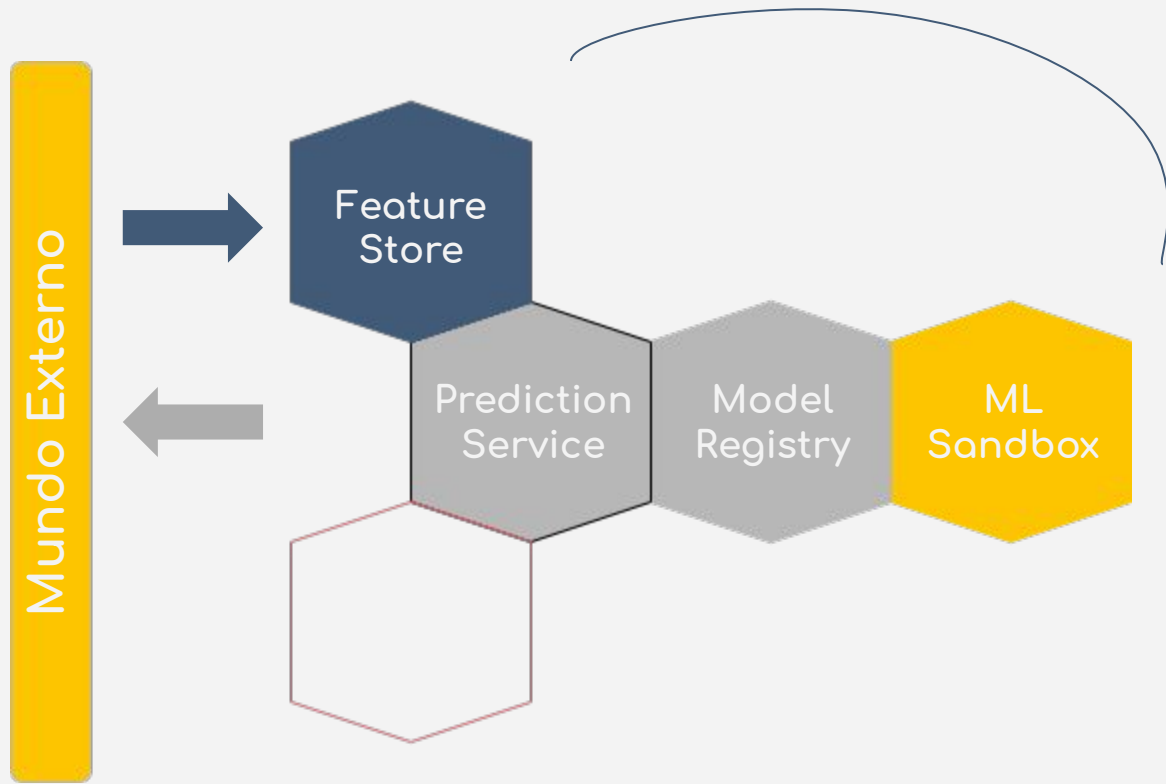 Mundo Externo
Feature
Store
Prediction
Service
Model
Registry
ML
Sandbox